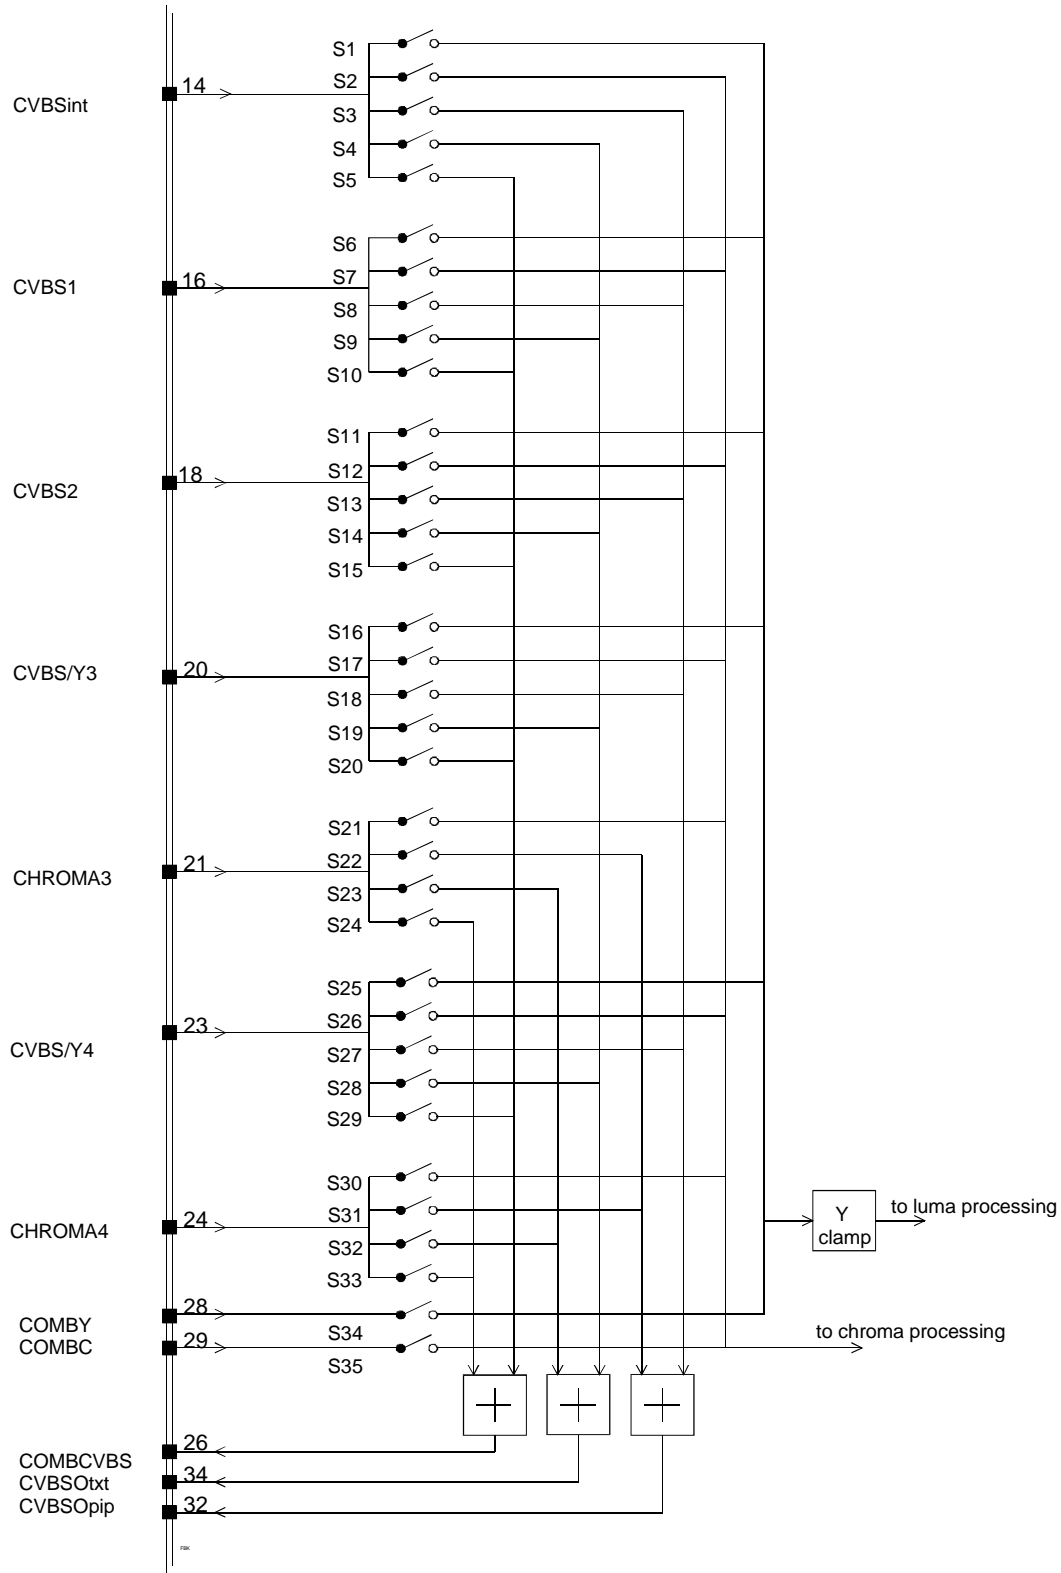 S1
S2
14
CVBSint
S3
S4
S5
S6
S7
16
CVBS1
S8
S9
S10
S11
S12
18
CVBS2
S13
S14
S15
S16
S17
20
CVBS/Y3
S18
S19
S20
S21
S22
21
CHROMA3
S23
S24
S25
S26
23
CVBS/Y4
S27
S28
S29
S30
S31
24
CHROMA4
S32
S33
Y
clamp
to luma processing
28
COMBY
S34
29
COMBC
S35
to chroma processing
26
COMBCVBS
34
CVBSOtxt
32
CVBSOpip